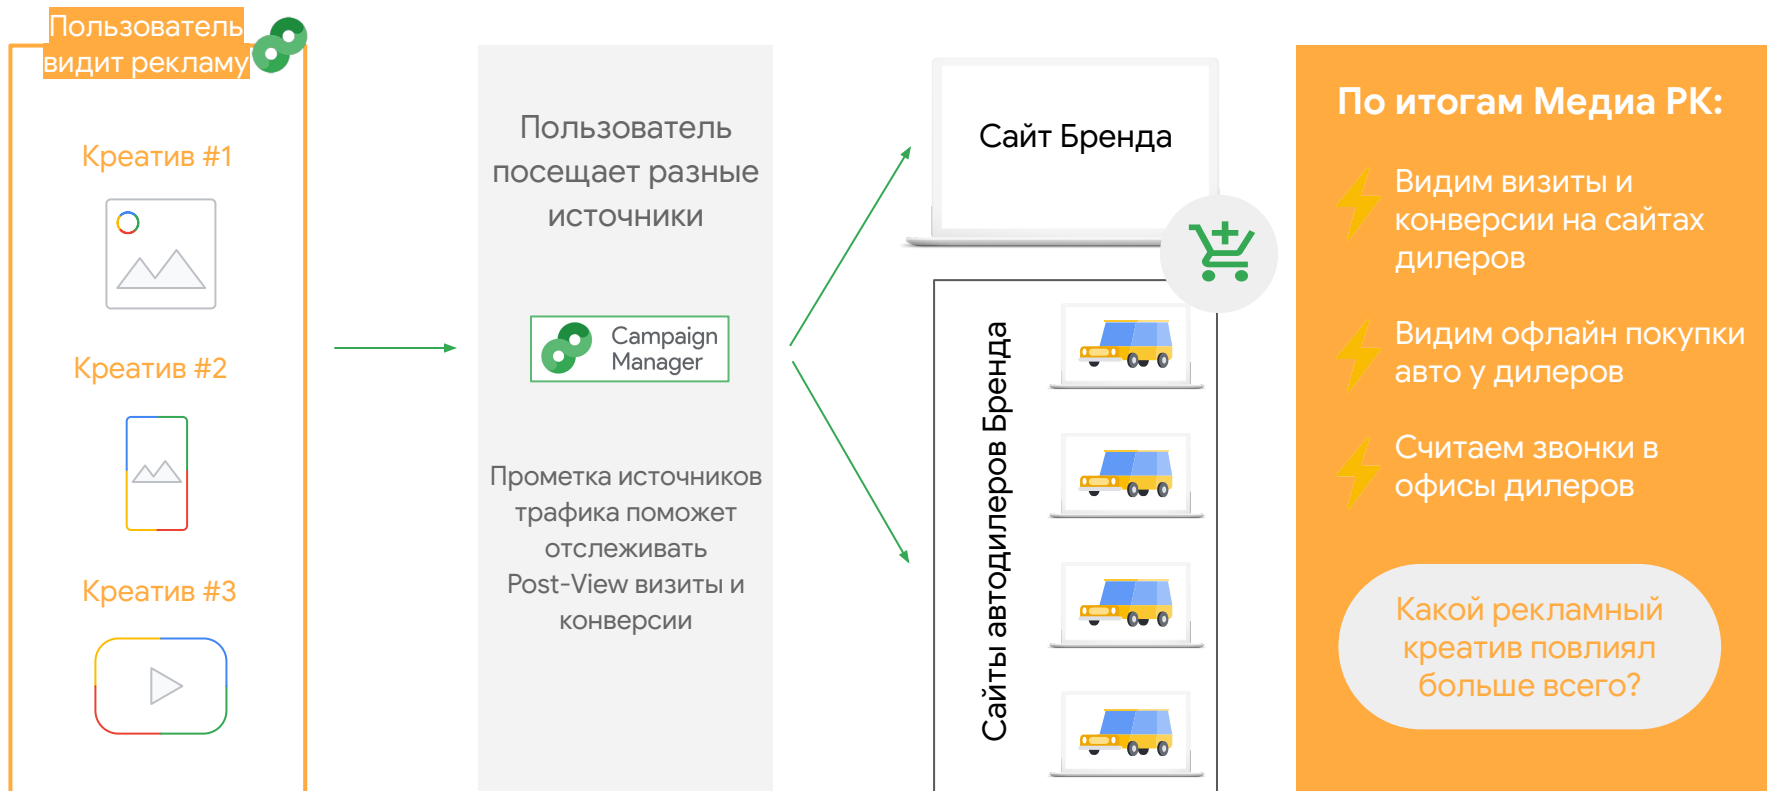 Пользователь
видит рекламу
Креатив #1
Креатив #2
Креатив #3
Пользователь
посещает разные
источники
Campaign
Manager
Прометка источников
трафика поможет
отслеживать
Post-View визиты и
конверсии
Сайт Бренда
Сайты автодилеров Бренда
По итогам Медиа РК:
Видим визиты и
конверсии на сайтах
дилеров
Видим офлайн покупки
авто у дилеров
Считаем звонки в
офисы дилеров
Какой рекламный
креатив повлиял
больше всего?